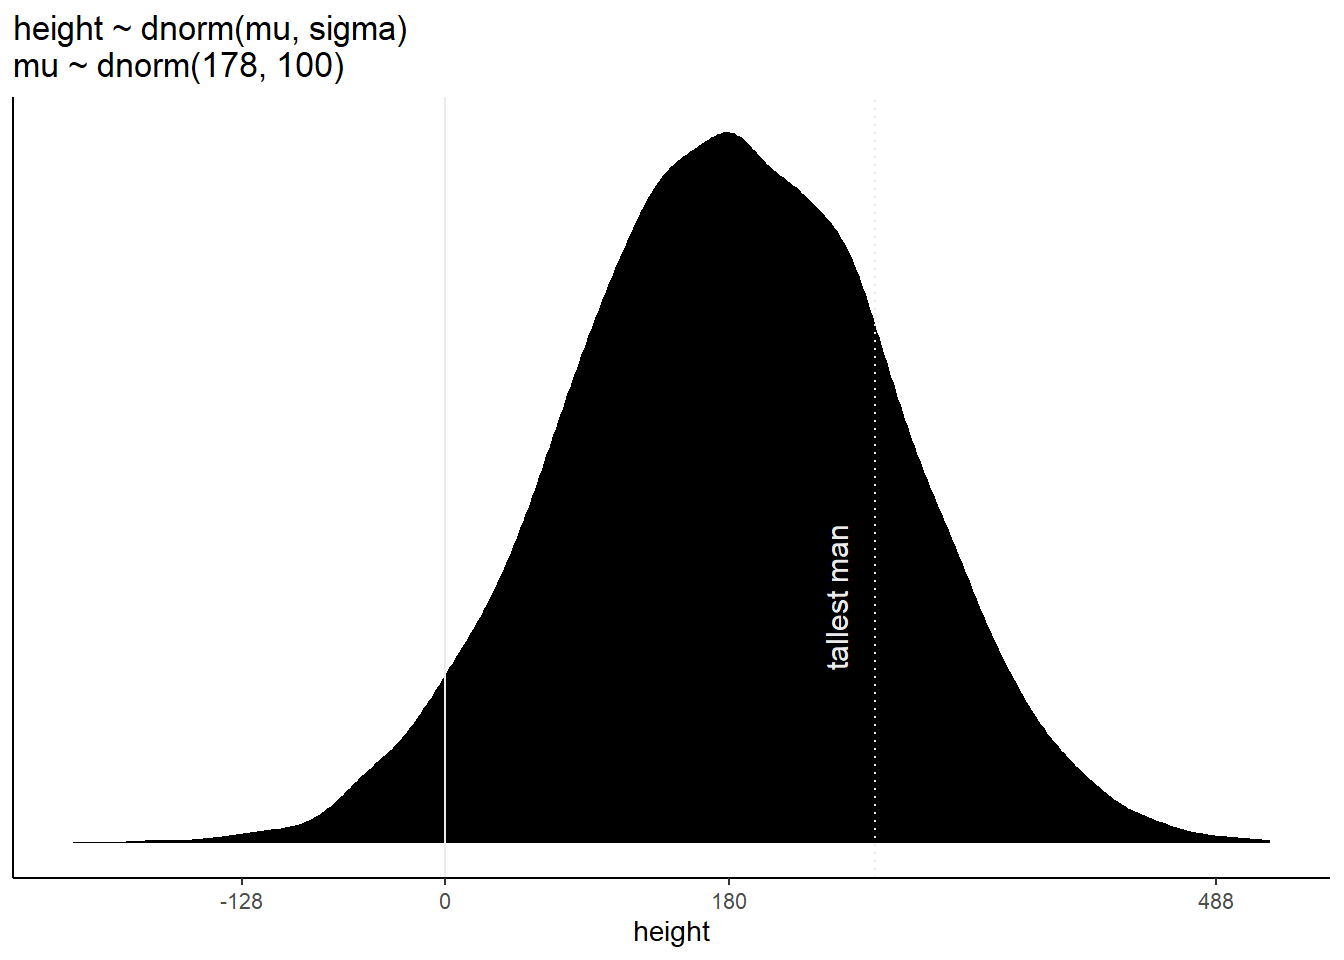 height ~ dnorm(mu, sigma)
mu ~ dnorm(178, 100)
tallest man
-128 0 180 488
height